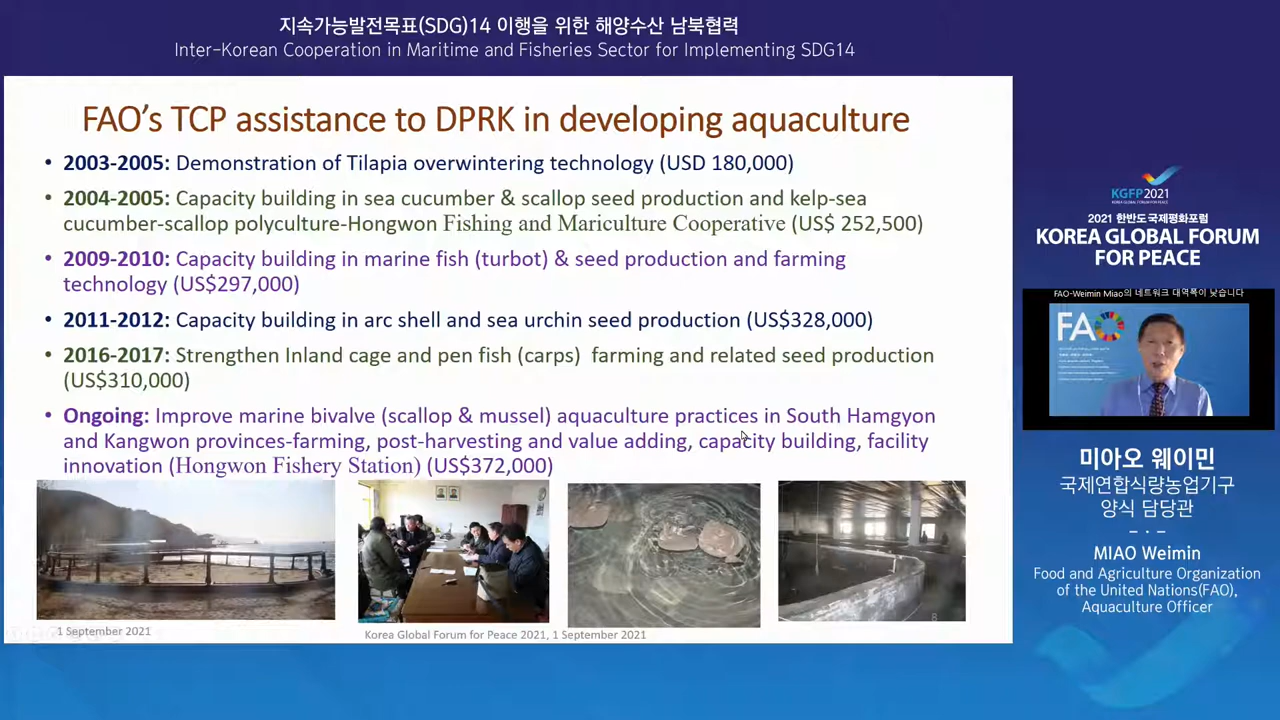 지속가능발전목표(SDG)14 이행을 위한 해양수산 남북협력
Inter-Korean Cooperation in Maritime and Fisheries Sector for Implementing SDG14
FAO's TCP assistance to DPRK in developing aquaculture
• 2003-2005: Demonstration of Tilapia overwintering technology (USD 180,000)
• 2004-2005: Capacity building in sea cucumber & scallop seed production and kelp-sea
cucumber-scallop polyculture-Hongwon Fishing and Mariculture Cooperative (US$ 252,500)
• 2009-2010: Capacity building in marine fish (turbot) & seed production and farming
technology (US$297,000)
• 2011-2012: Capacity building in arc shell and sea urchin seed production (US$328,000)
• 2016-2017: Strengthen Inland cage and pen fish (carps) farming and related seed production
(US$310,000)
• Ongoing: Improve marine bivalve (scallop & mussel) aquaculture practices in South Hamgyon
and Kangwon provinces-farming, post-harvesting and value adding, capacity building, facility
innovation (Hongwon Fishery Station) (US$372,000)
1 September 2021
Korea Global Forum for Peace 2021, 1 September 2021
KGFP2021
KOREA GLOBAL FORUM FOR PEACE
2021 한반도국제평화포럼
KOREA GLOBAL FORUM
FOR PEACE
FAO-Weimin Miao의 네트워크 대역폭이 낮습니다
FAO
미아오 웨이민
국제연합식량농업기구
양식 담당관
MIAO Weimin
Food and Agriculture Organization
of the United Nations(FAO),
Aquaculture Officer